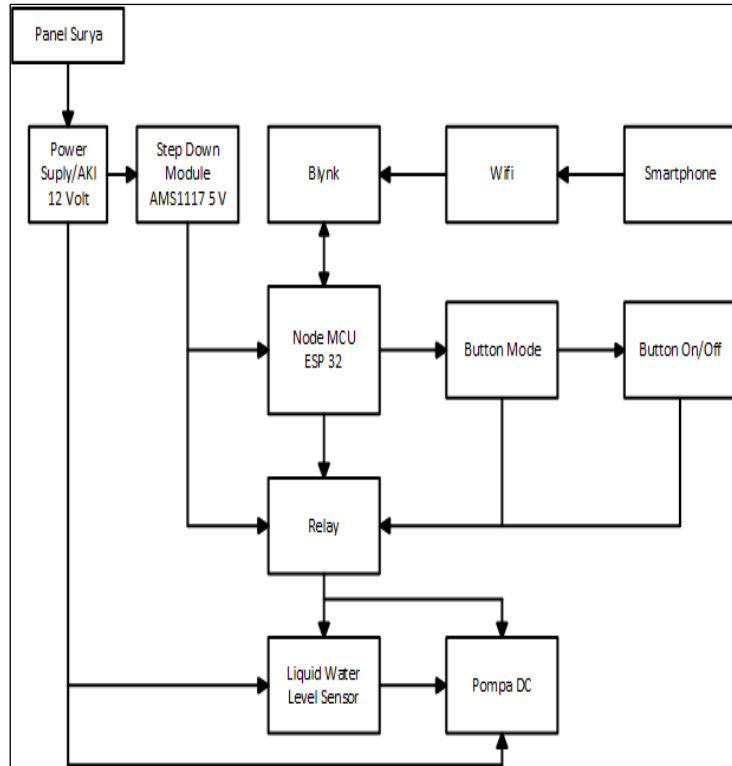 Panel Surya
Power
Suply/AKI
12 Volt
Step Down
Module
AMS1117 5 V
Blynk
Wifi
Smartphone
Node MCU
ESP 32
Button Mode
Button On/Off
Relay
Liquid Water
Level Sensor
Pompa DC